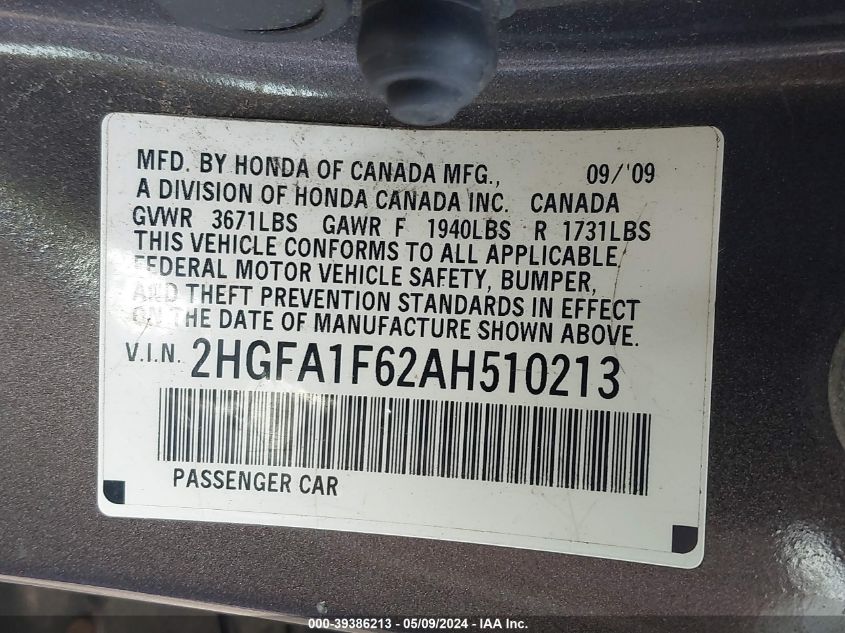 MFD. BY HONDA OF CANADA MFG., 09/'09
A DIVISION OF HONDA CANADA INC. CANADA
GVWR 3671LBS GAWR F 1940LBS R 1731LBS
THIS VEHICLE CONFORMS TO ALL APPLICABLE
FEDERAL MOTOR VEHICLE SAFETY, BUMPER,
AND THEFT PREVENTION STANDARDS IN EFFECT
ON THE DATE OF MANUFACTURE SHOWN ABOVE.
V.I.N. 2HGFA1F62AH510213
PASSENGER CAR
000-39386213 - 05/09/2024 - IAA Inc.